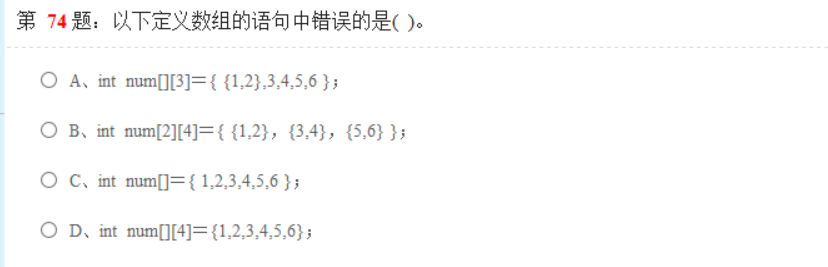 第 74 题：以下定义数组的语句中错误的是( )。
A、int num[][3]={ {1,2},3,4,5,6 };
B、int num[2][4]={ {1,2}，{3,4}，{5,6} };
C、int num[]={ 1,2,3,4,5,6 };
D、int num[][4]={1,2,3,4,5,6};